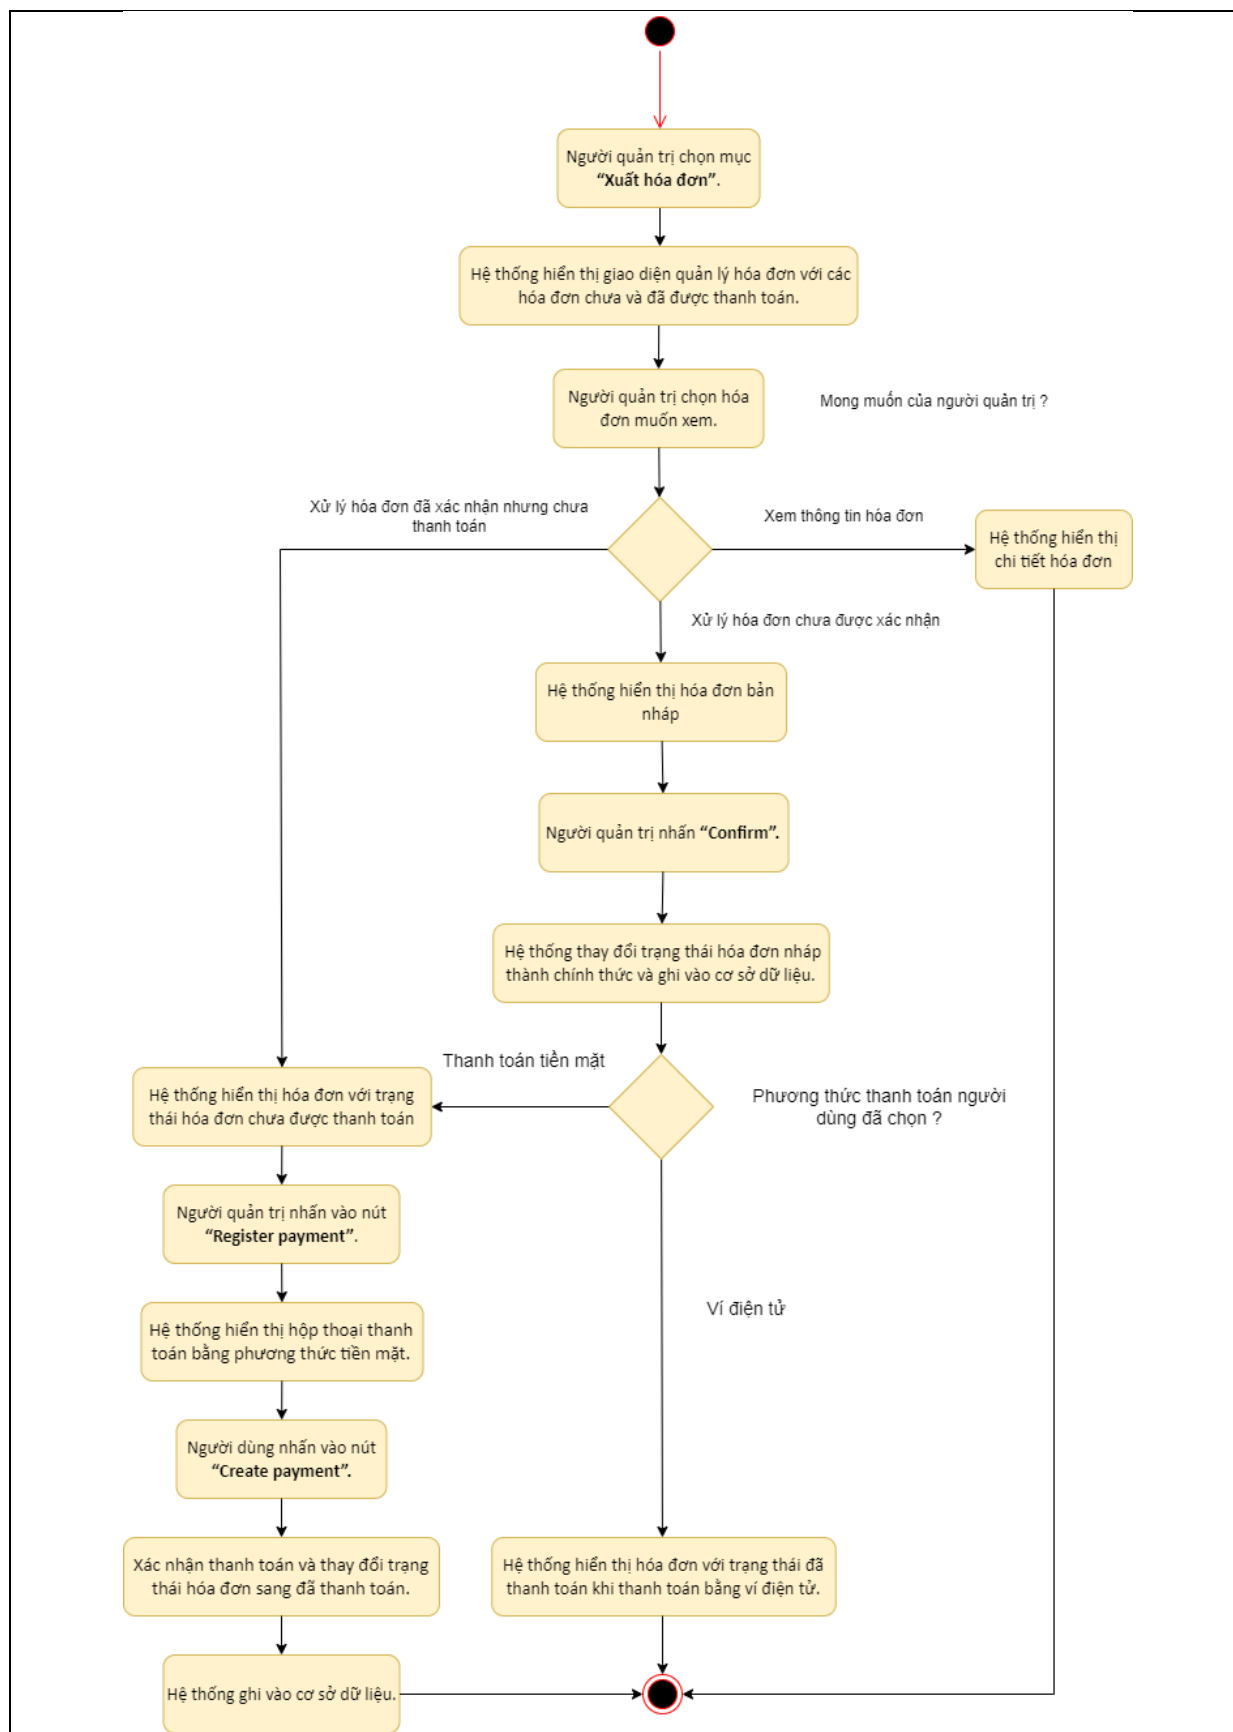 Người quản trị chọn mục
“Xuất hóa đơn”.
Hệ thống hiển thị giao diện quản lý hóa đơn với các
hóa đơn chưa và đã được thanh toán.
Người quản trị chọn hóa
đơn muốn xem.
Mong muốn của người quản trị ?
Xử lý hóa đơn đã xác nhận nhưng chưa
thanh toán
Xem thông tin hóa đơn
Hệ thống hiển thị
chi tiết hóa đơn
Xử lý hóa đơn chưa được xác nhận
Hệ thống hiển thị hóa đơn bản
nháp
Người quản trị nhấn “Confirm”.
Hệ thống thay đổi trạng thái hóa đơn nháp
thành chính thức và ghi vào cơ sở dữ liệu.
Thanh toán tiền mặt
Phương thức thanh toán người
dùng đã chọn ?
Hệ thống hiển thị hóa đơn với trạng
thái hóa đơn chưa được thanh toán
Người quản trị nhấn vào nút
“Register payment”.
Ví điện tử
Hệ thống hiển thị hộp thoại thanh
toán bằng phương thức tiền mặt.
Người dùng nhấn vào nút
“Create payment”.
Xác nhận thanh toán và thay đổi trạng
thái hóa đơn sang đã thanh toán.
Hệ thống hiển thị hóa đơn với trạng thái đã
thanh toán khi thanh toán bằng ví điện tử.
Hệ thống ghi vào cơ sở dữ liệu.